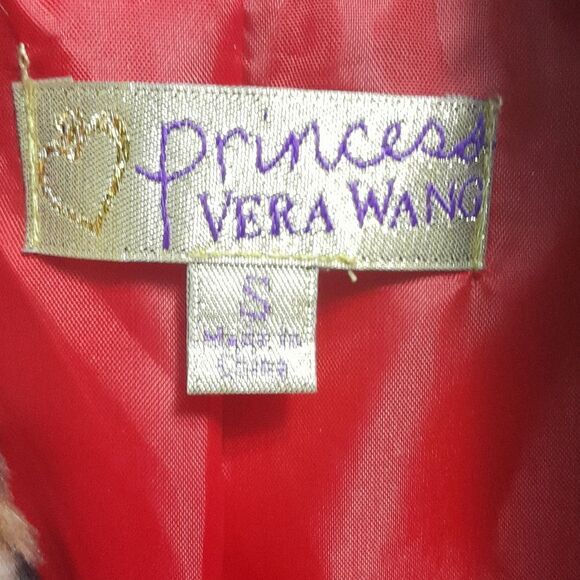 princess
VERA WANG
S
Made in
China